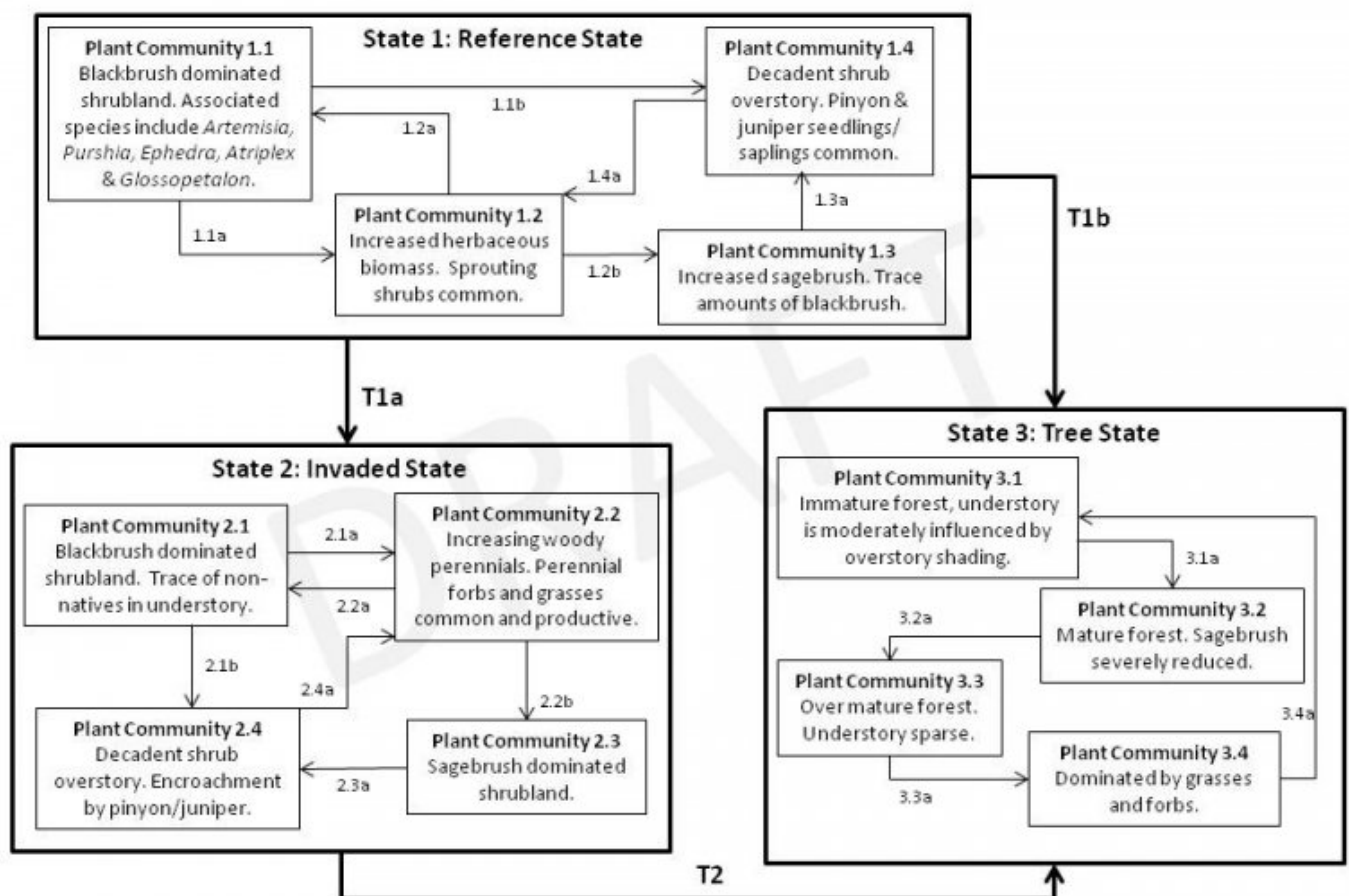 State 1: Reference State
Plant Community 1.1
Blackbrush dominated
shrubland. Associated
species include Artemisia,
Purshia, Ephedra, Atriplex
& Glossopetalon.
1.1b
1.2a
1.1a
Plant Community 1.4
Decadent shrub
overstory. Pinyon &
juniper seedlings/
saplings common.
1.4a
1.3a
Plant Community 1.2
Increased herbaceous
biomass. Sprouting
shrubs common.
1.2b
Plant Community 1.3
Increased sagebrush. Trace
amounts of blackbrush.
T1b
T1a
DRAFT
State 2: Invaded State
Plant Community 2.1
Blackbrush dominated
shrubland. Trace of non-
natives in understory.
2.1a
2.2a
Plant Community 2.2
Increasing woody
perennials. Perennial
forbs and grasses
common and productive.
2.1b
2.4a
2.2b
Plant Community 2.4
Decadent shrub
overstory. Encroachment
by pinyon/juniper.
2.3a
Plant Community 2.3
Sagebrush dominated
shrubland.
State 3: Tree State
Plant Community 3.1
Immature forest, understory
is moderately influenced by
overstory shading.
3.1a
Plant Community 3.2
Mature forest. Sagebrush
severely reduced.
3.2a
Plant Community 3.3
Over mature forest.
Understory sparse.
3.3a
Plant Community 3.4
Dominated by grasses
and forbs.
3.4a
T2